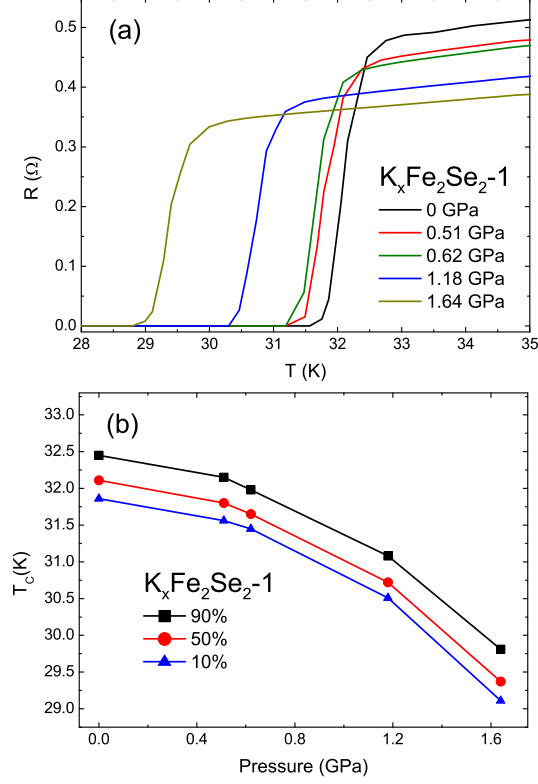 (a)
0.5
0.4
0.3
0.2
0.1
0.0
R (Ω)
KₓFe₂Se₂-1
0 GPa
0.51 GPa
0.62 GPa
1.18 GPa
1.64 GPa
28 29 30 31 32 33 34 35
T (K)
(b)
33.0
32.5
32.0
31.5
31.0
30.5
30.0
29.5
29.0
T_C(K)
KₓFe₂Se₂-1
90%
50%
10%
0.0 0.4 0.8 1.2 1.6
Pressure (GPa)